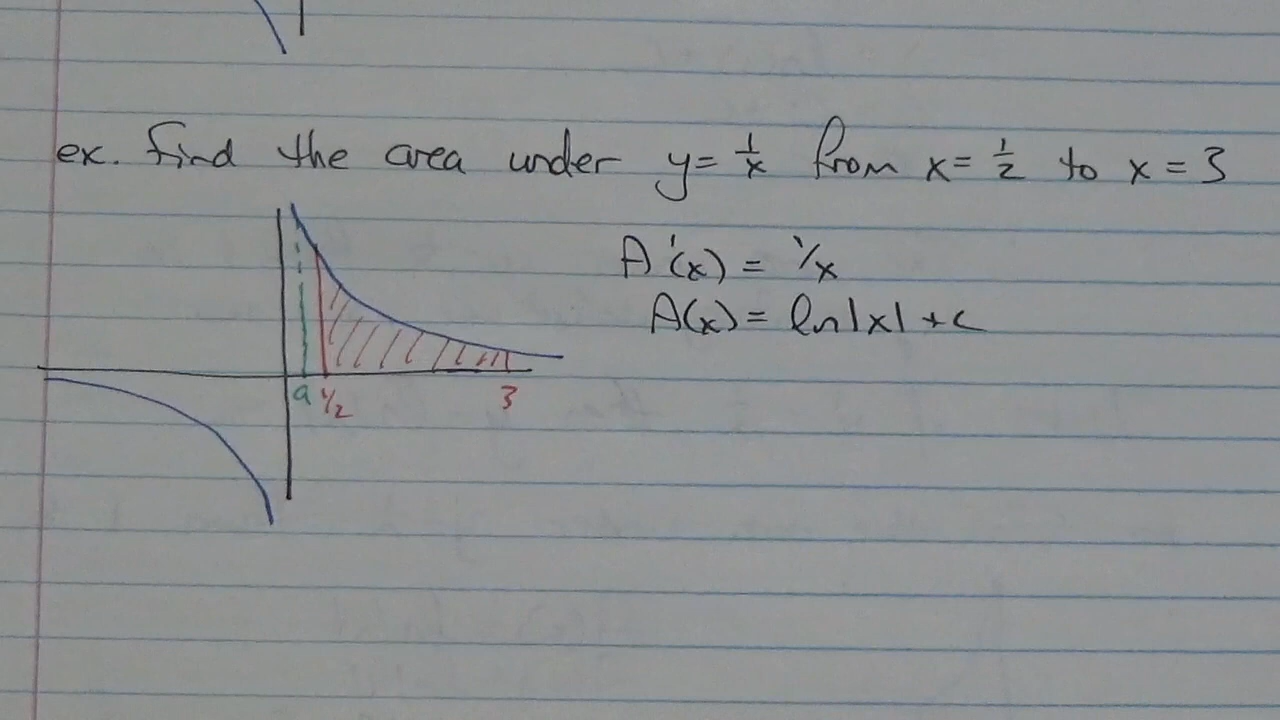 ex. Find the area under y = 1/x from x = 1/2 to x = 3
A'(x) = 1/x
A(x) = ln|x| + c
a 1/2 3